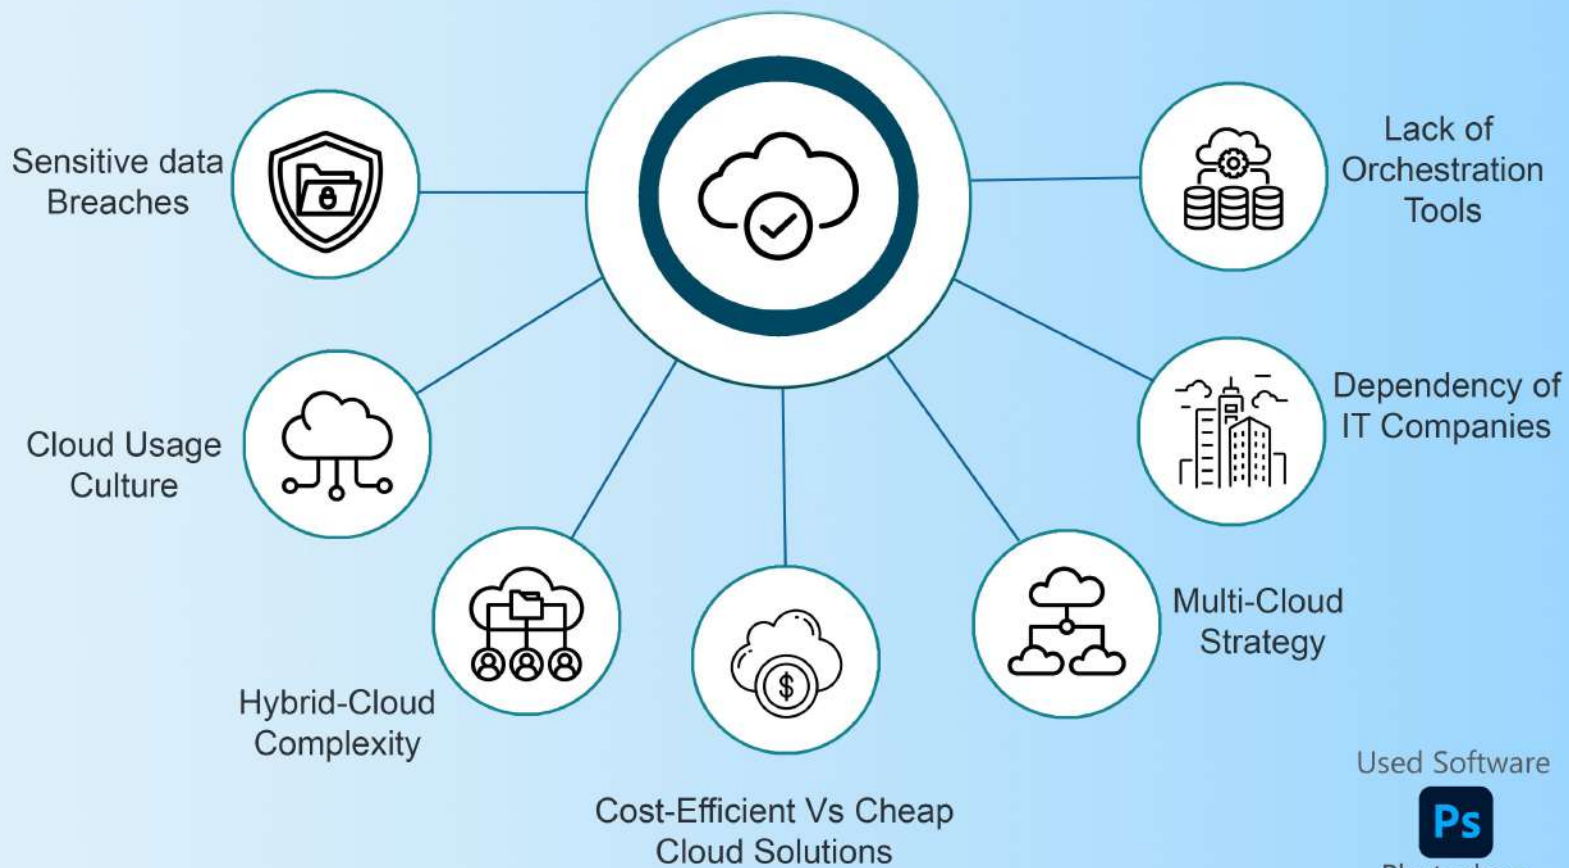 Sensitive data
Breaches
Lack of
Orchestration
Tools
Cloud Usage
Culture
Dependency of
IT Companies
Hybrid-Cloud
Complexity
Multi-Cloud
Strategy
$
Cost-Efficient Vs Cheap
Cloud Solutions
Used Software
Ps